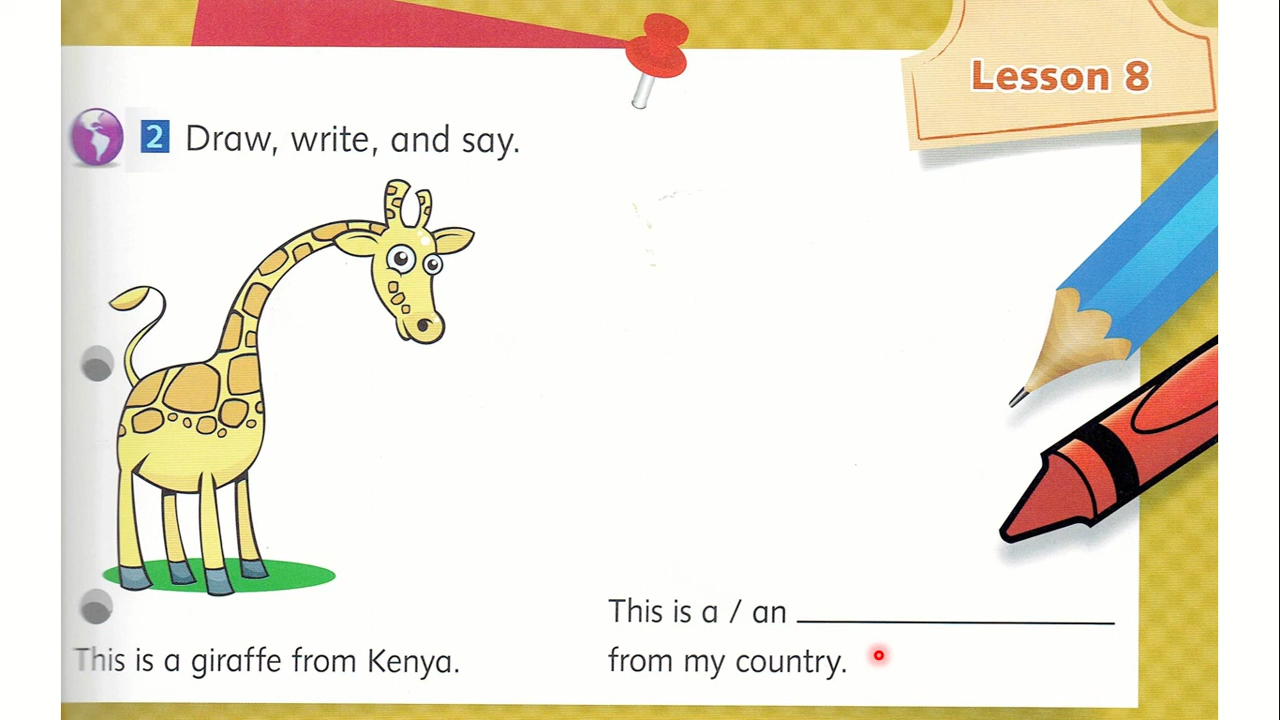 Lesson 8
2 Draw, write, and say.
This is a giraffe from Kenya.
This is a / an
from my country.